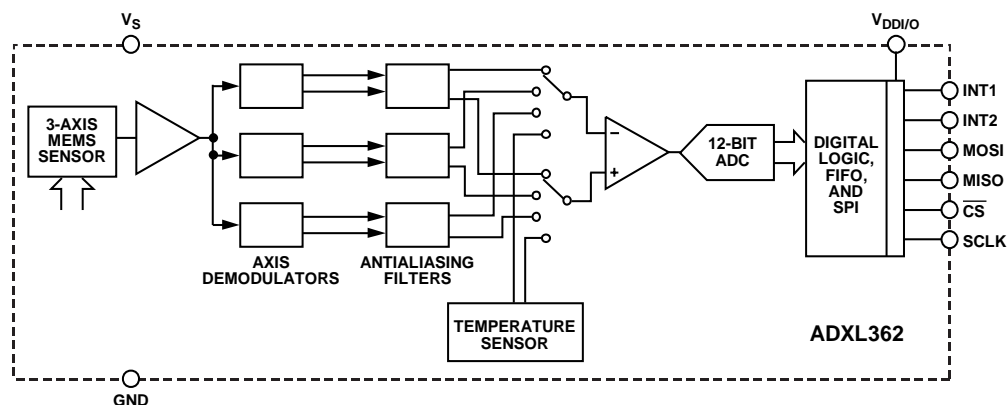 V_S
V_DDI/O
3-AXIS
MEMS
SENSOR
AXIS
DEMODULATORS
ANTIALIASING
FILTERS
TEMPERATURE
SENSOR
−
+
12-BIT
ADC
DIGITAL
LOGIC,
FIFO,
AND
SPI
INT1
INT2
MOSI
MISO
C̅S̅
SCLK
ADXL362
GND